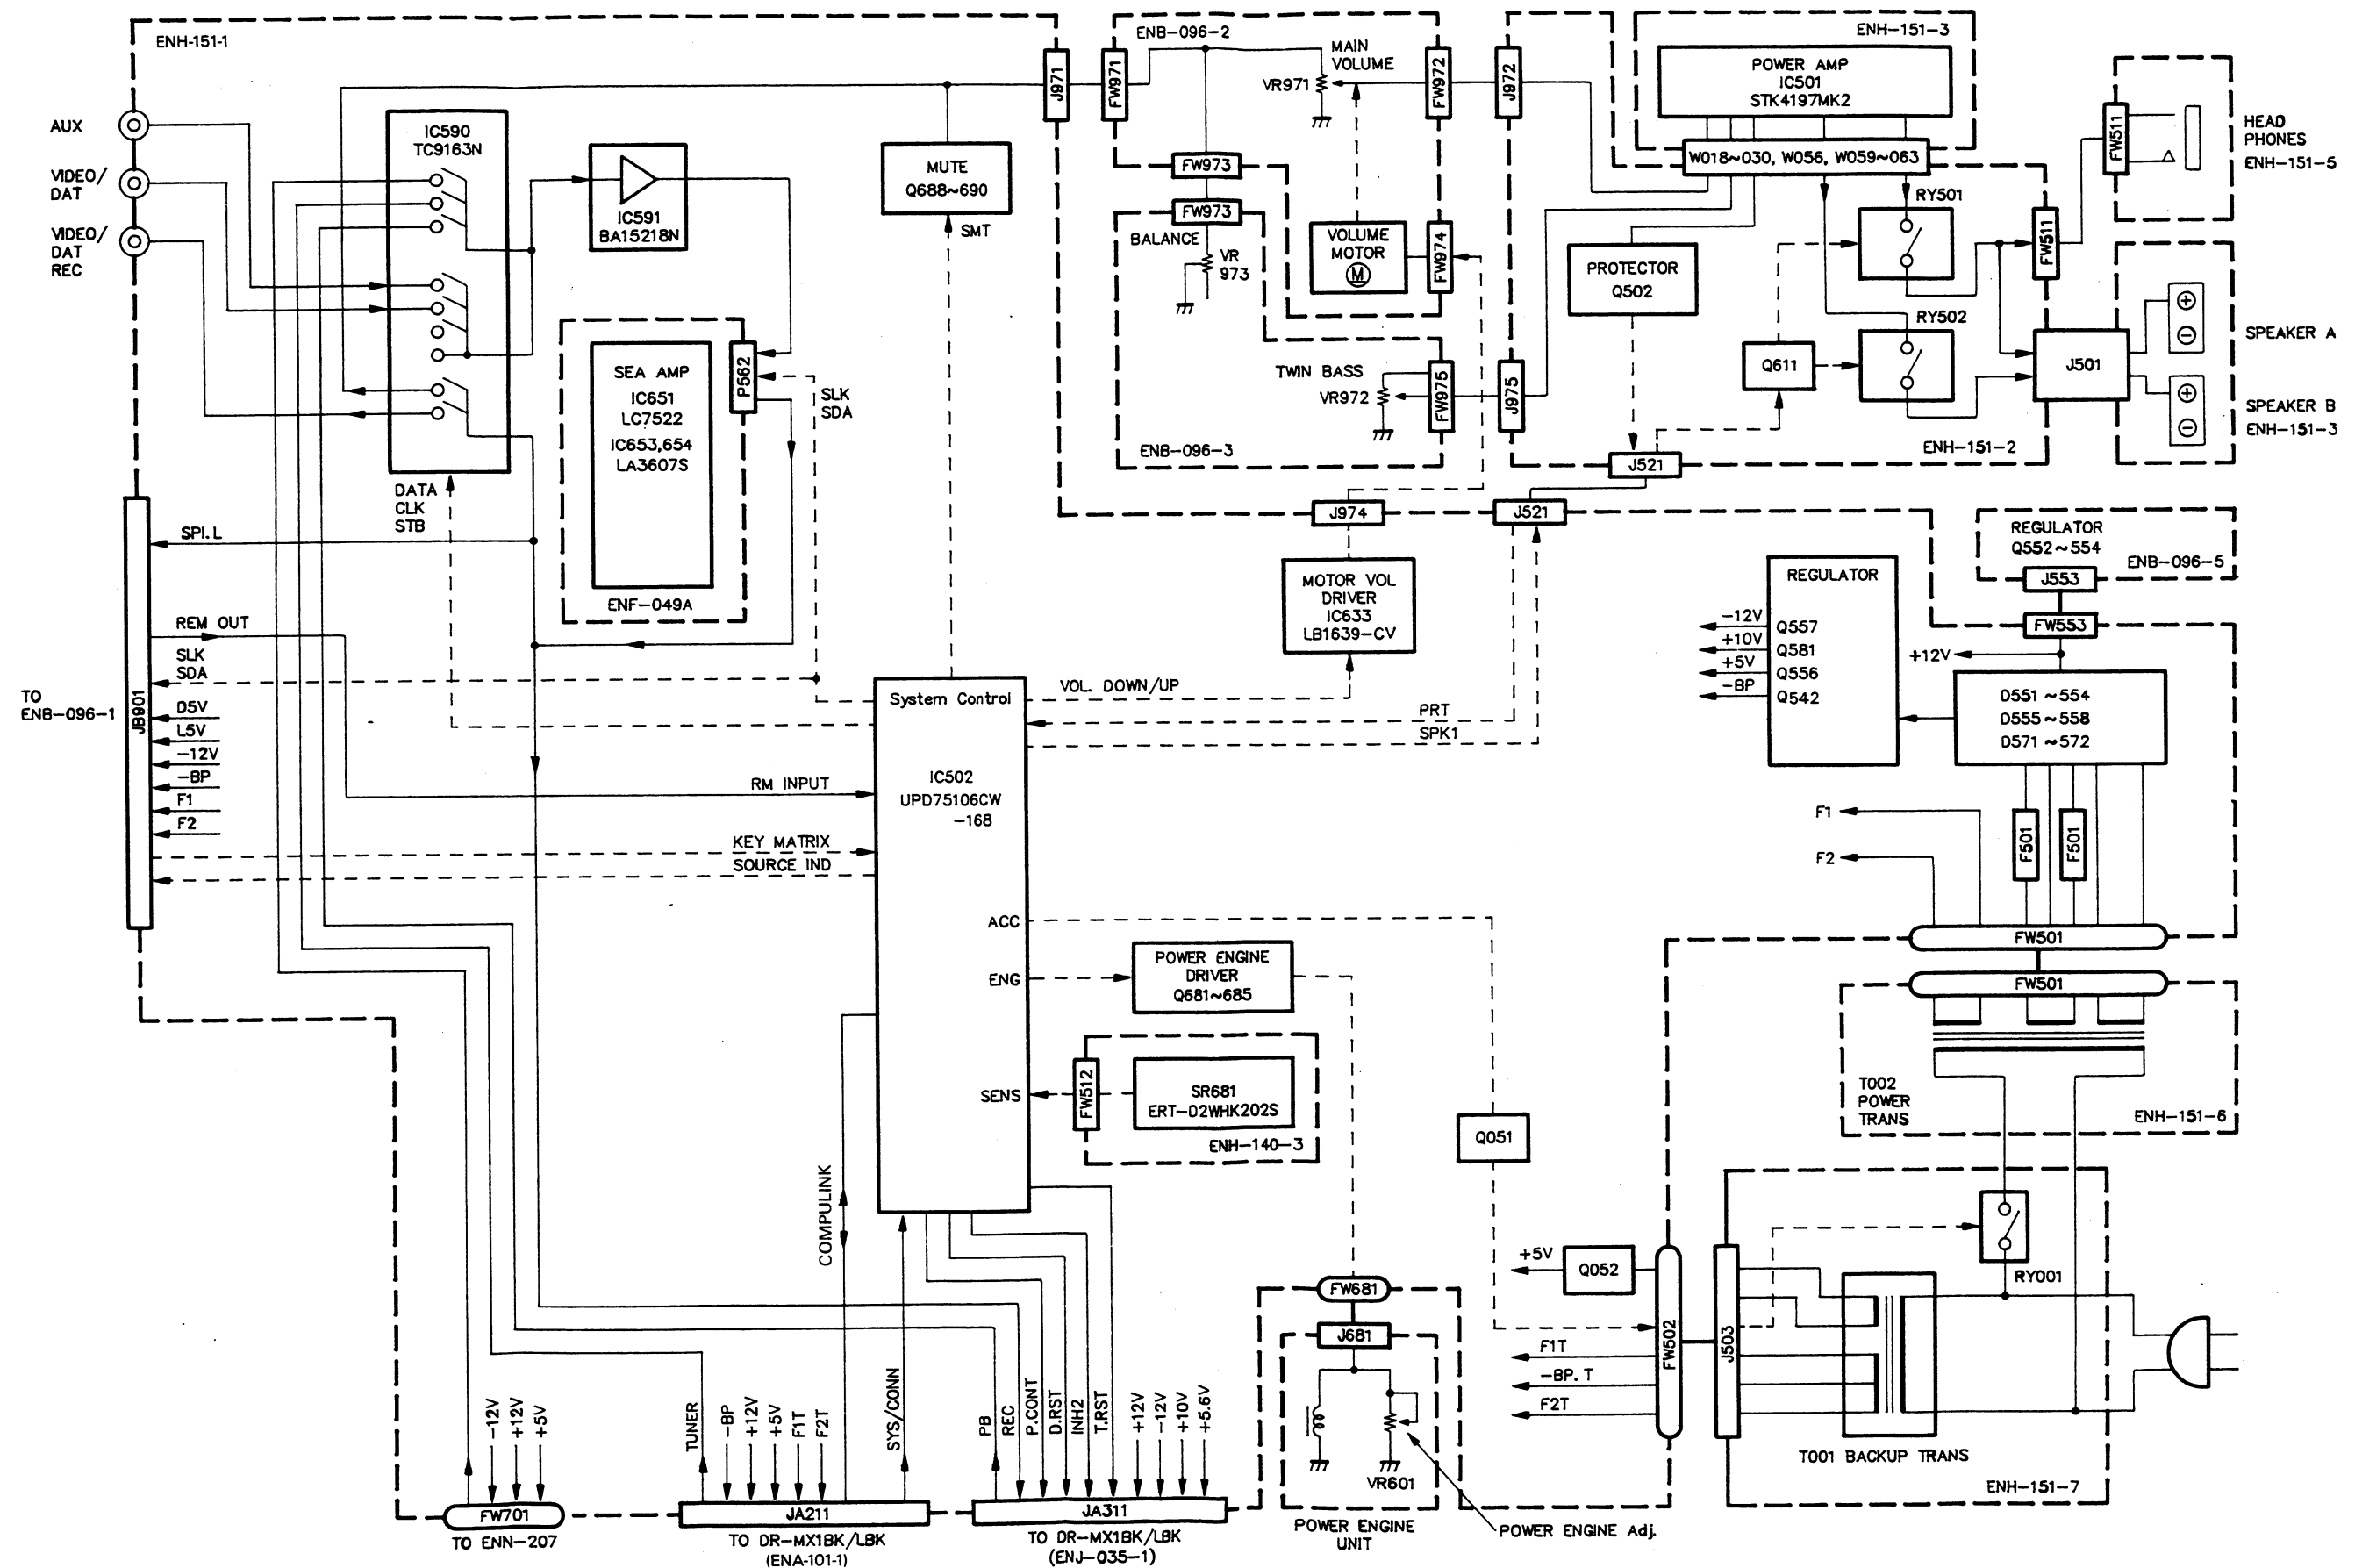 ENH-151-1
AUX
VIDEO/
DAT
VIDEO/
DAT
REC
IC590
TC9163N
IC591
BA15218N
MUTE
Q688~690
SMT
J971
FW971
ENB-096-2
MAIN
VOLUME
VR971
FW972
J972
FW973
FW973
BALANCE
VR
973
VOLUME
MOTOR
M
FW974
TWIN BASS
VR972
FW975
J975
ENB-096-3
ENH-151-3
POWER AMP
IC501
STK4197MK2
W018~030, W056, W059~063
PROTECTOR
Q502
RY501
RY502
Q611
FW511
FW511
HEAD
PHONES
ENH-151-5
J501
SPEAKER A
SPEAKER B
ENH-151-3
ENH-151-2
J521
J521
J974
SEA AMP
IC651
LC7522
IC653,654
LA3607S
P562
SLK
SDA
ENF-049A
DATA
CLK
STB
SPI.L
REM OUT
SLK
SDA
TO
ENB-096-1
JB901
D5V
L5V
-12V
-BP
F1
F2
RM INPUT
KEY MATRIX
SOURCE IND
System Control
IC502
UPD75106CW
-168
VOL. DOWN/UP
PRT
SPK1
MOTOR VOL
DRIVER
IC633
LB1639-CV
ACC
ENG
SENS
POWER ENGINE
DRIVER
Q681~685
FW512
SR681
ERT-D2WHK202S
ENH-140-3
REGULATOR
Q552~554
ENB-096-5
J553
FW553
+12V
REGULATOR
-12V
Q557
+10V
Q581
+5V
Q556
-BP
Q542
D551 ~554
D555~558
D571 ~572
F1
F2
F501
F501
FW501
FW501
T002
POWER
TRANS
ENH-151-6
Q051
+5V
Q052
FW502
J503
RY001
F1T
-BP. T
F2T
T001 BACKUP TRANS
ENH-151-7
FW681
J681
VR601
POWER ENGINE
UNIT
POWER ENGINE Adj.
COMPULINK
-12V
+12V
+5V
FW701
TO ENN-207
TUNER
-BP
+12V
+5V
F1T
F2T
SYS/CONN
JA211
TO DR-MX1BK/LBK
(ENA-101-1)
PB
REC
P.CONT
D.RST
INH2
T.RST
+12V
-12V
+10V
+5.6V
JA311
TO DR-MX1BK/LBK
(ENJ-035-1)